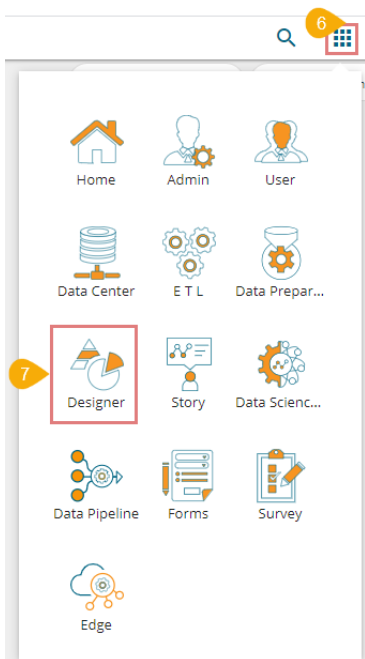 6
Home Admin User
Data Center E T L Data Prepar...
7
Designer Story Data Scienc...
Data Pipeline Forms Survey
Edge